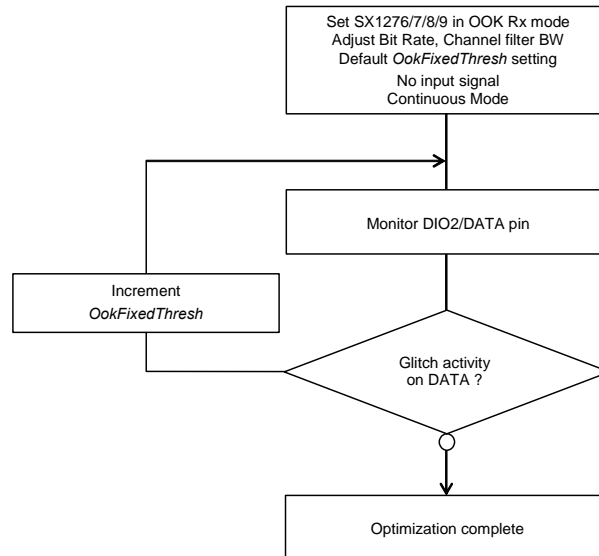 Set SX1276/7/8/9 in OOK Rx mode
Adjust Bit Rate, Channel filter BW
Default OokFixedThresh setting
No input signal
Continuous Mode
Monitor DIO2/DATA pin
Increment
OokFixedThresh
Glitch activity
on DATA ?
Optimization complete